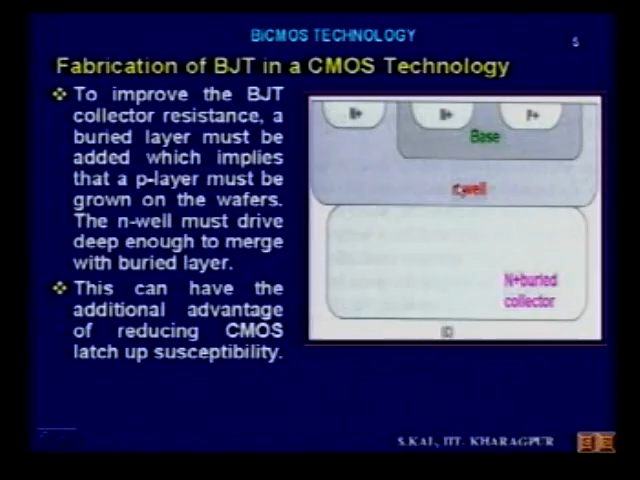 BiCMOS TECHNOLOGY
5
Fabrication of BJT in a CMOS Technology
❖ To improve the BJT
collector resistance, a
buried layer must be
added which implies
that a p-layer must be
grown on the wafers.
The n-well must drive
deep enough to merge
with buried layer.
❖ This can have the
additional advantage
of reducing CMOS
latch up susceptibility.
N+ N+ P+
Base
n-well
N+buried
collector
S.KAL, IIT- KHARAGPUR